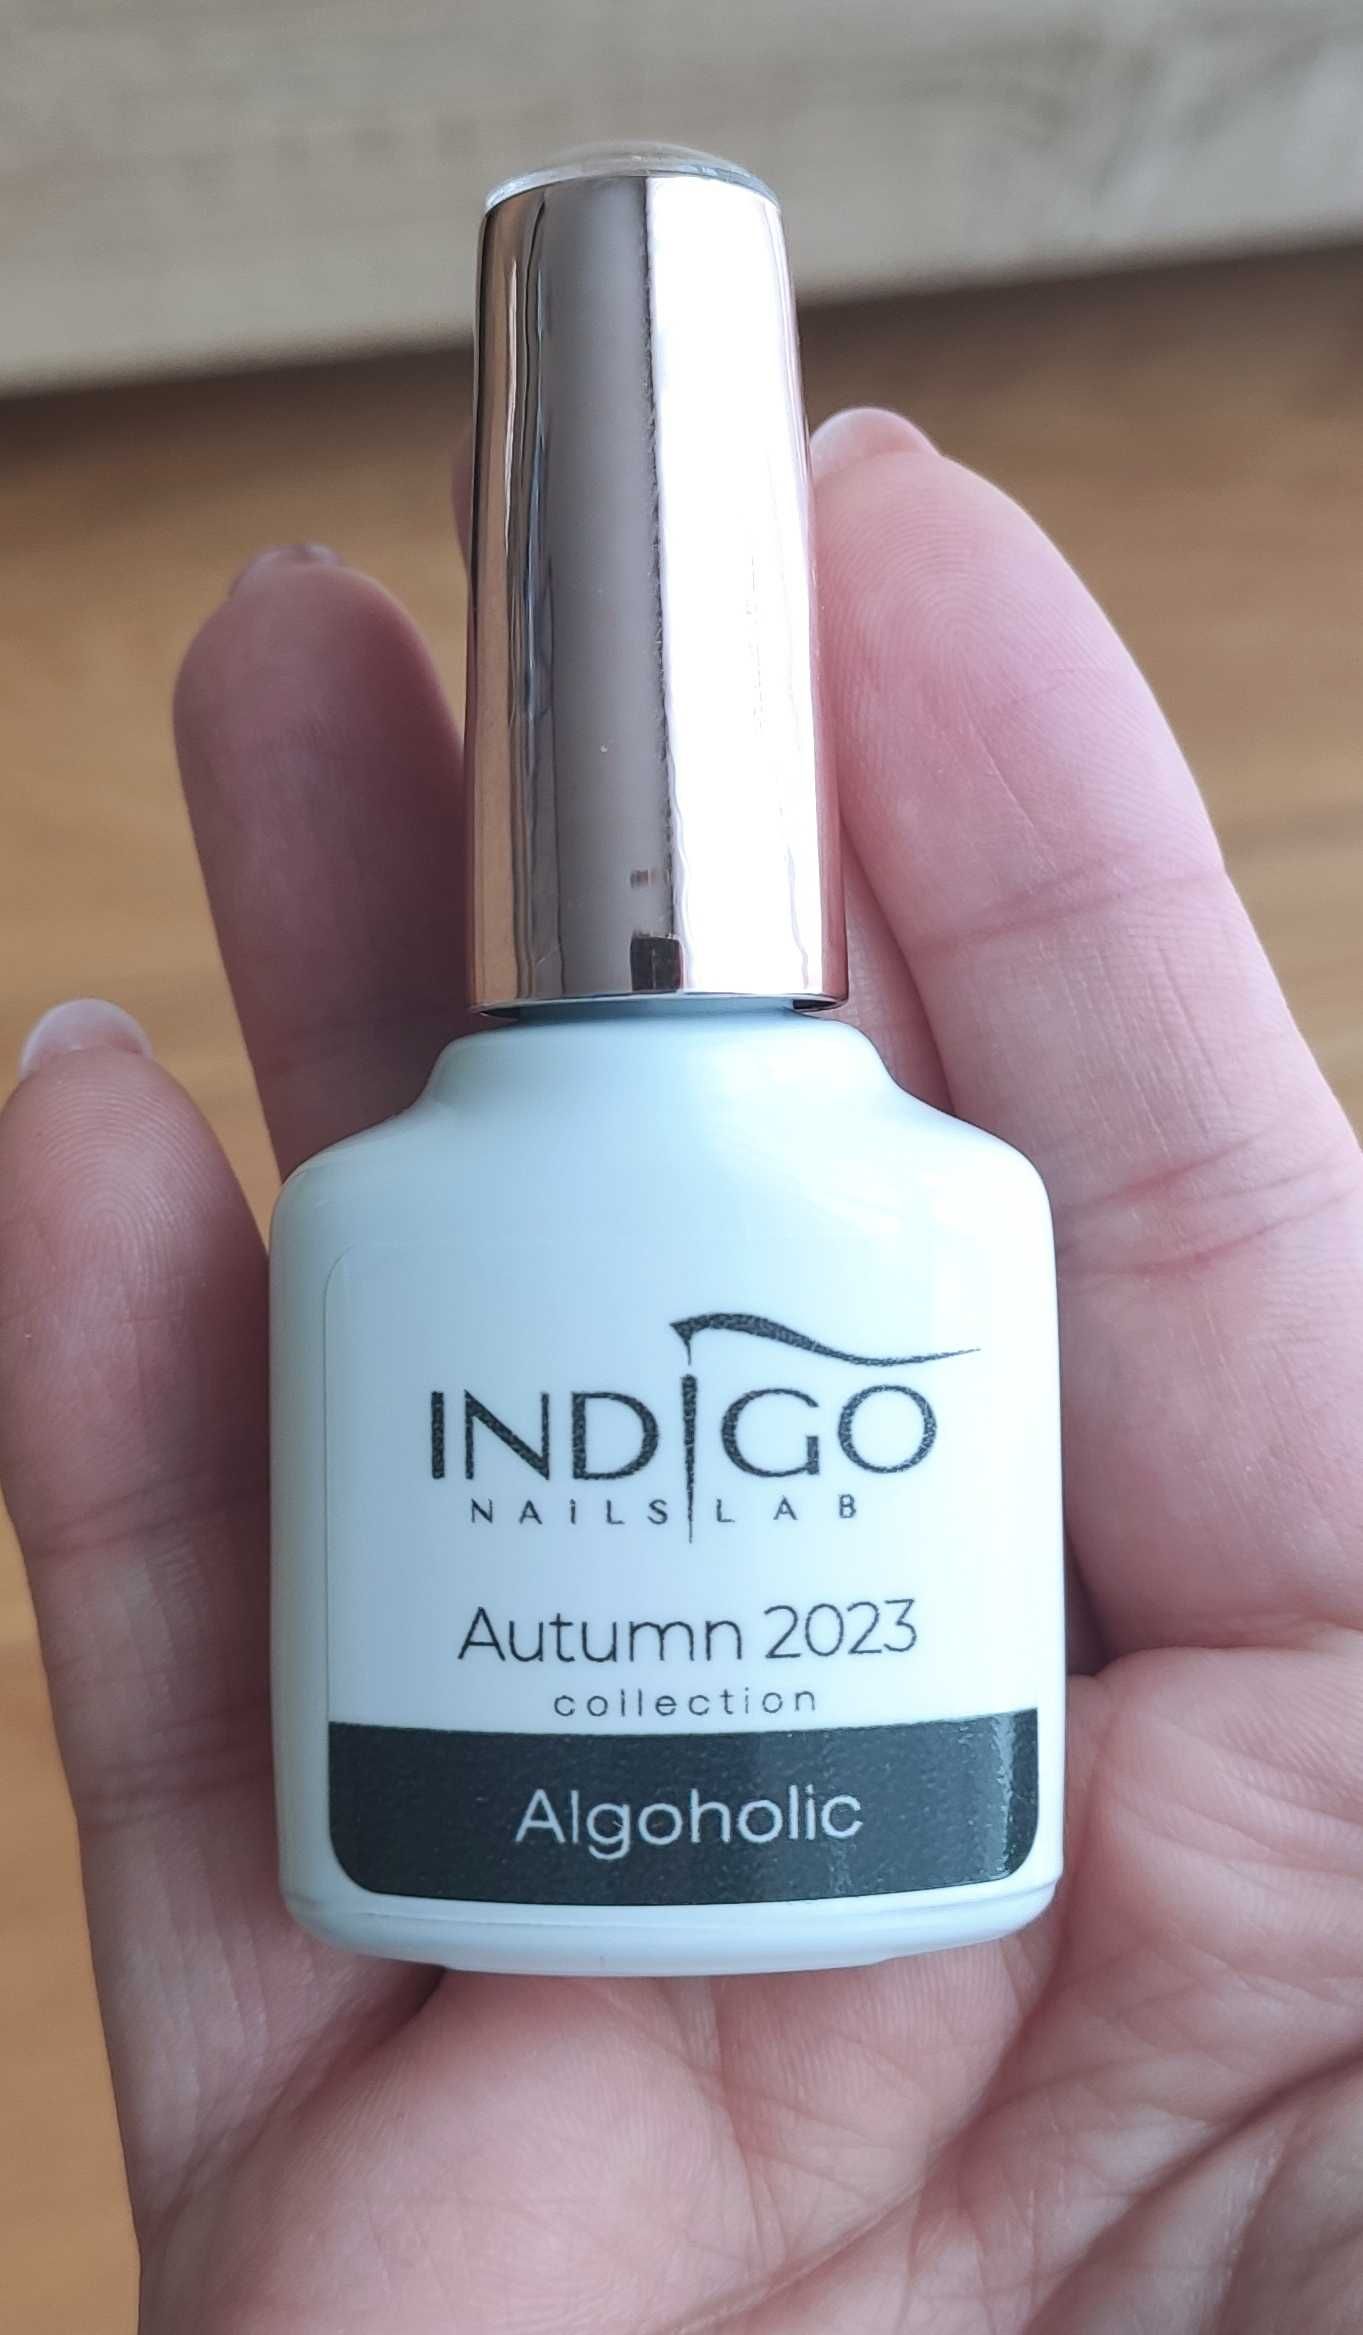 INDIGO
NAILS LAB
Autumn 2023
collection
Algoholic